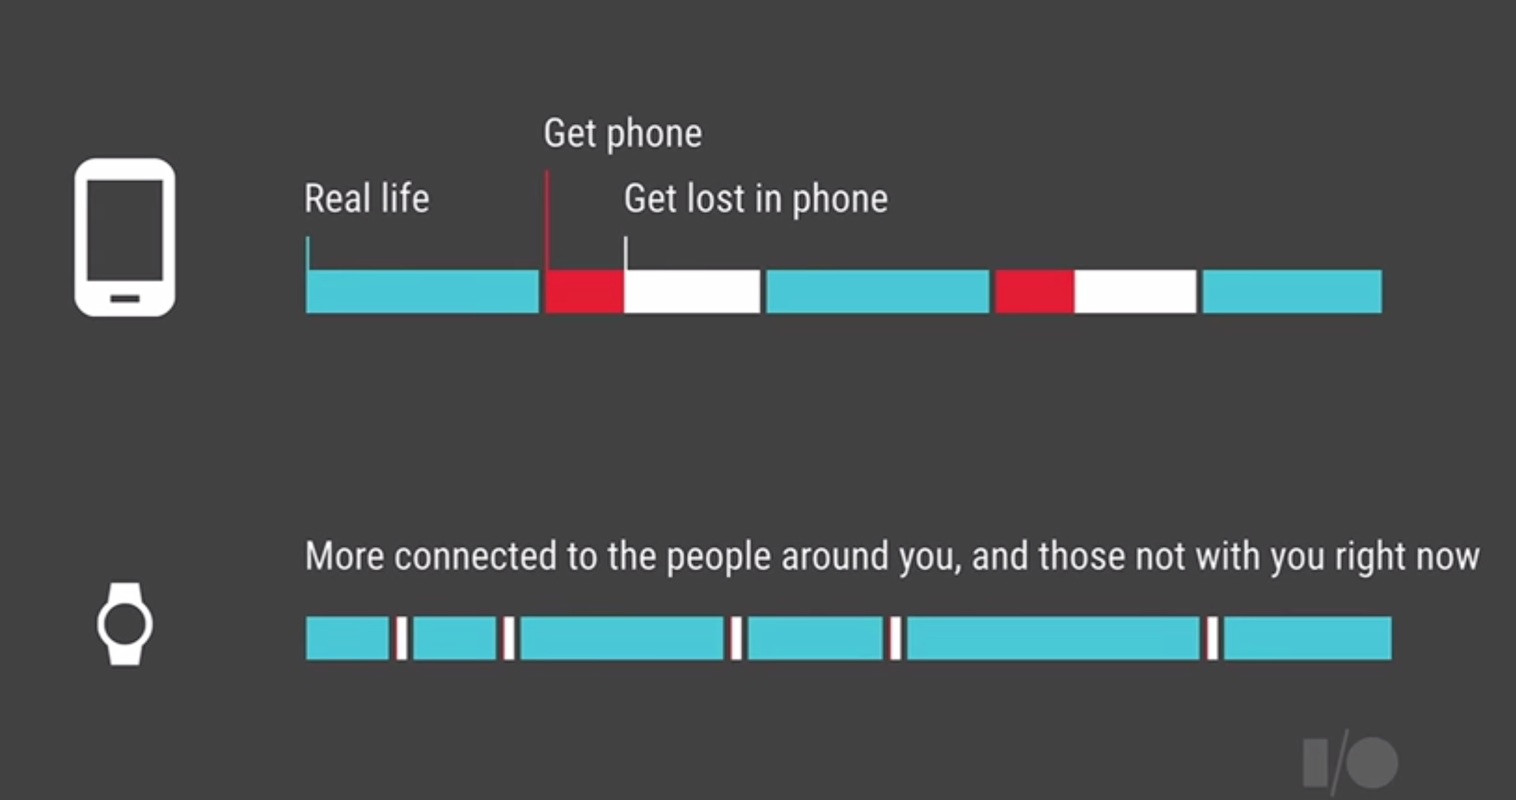 Get phone
Real life
Get lost in phone
More connected to the people around you, and those not with you right now
I/O